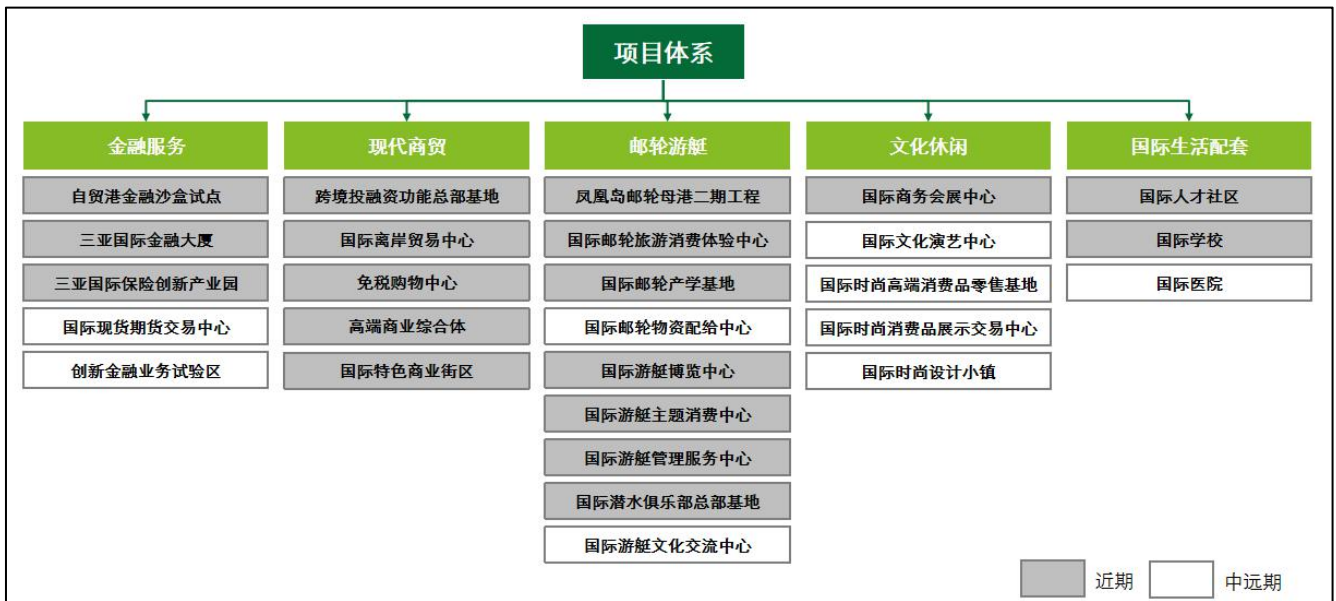 项目体系
金融服务
自贸港金融沙盒试点
三亚国际金融大厦
三亚国际保险创新产业园
国际现货期货交易中心
创新金融业务试验区
现代商贸
跨境投融资功能总部基地
国际离岸贸易中心
免税购物中心
高端商业综合体
国际特色商业街区
邮轮游艇
凤凰岛邮轮母港二期工程
国际邮轮旅游消费体验中心
国际邮轮产学基地
国际邮轮物资配给中心
国际游艇博览中心
国际游艇主题消费中心
国际游艇管理服务中心
国际潜水俱乐部总部基地
国际游艇文化交流中心
文化休闲
国际商务会展中心
国际文化演艺中心
国际时尚高端消费品零售基地
国际时尚消费品展示交易中心
国际时尚设计小镇
国际生活配套
国际人才社区
国际学校
国际医院
近期
中远期